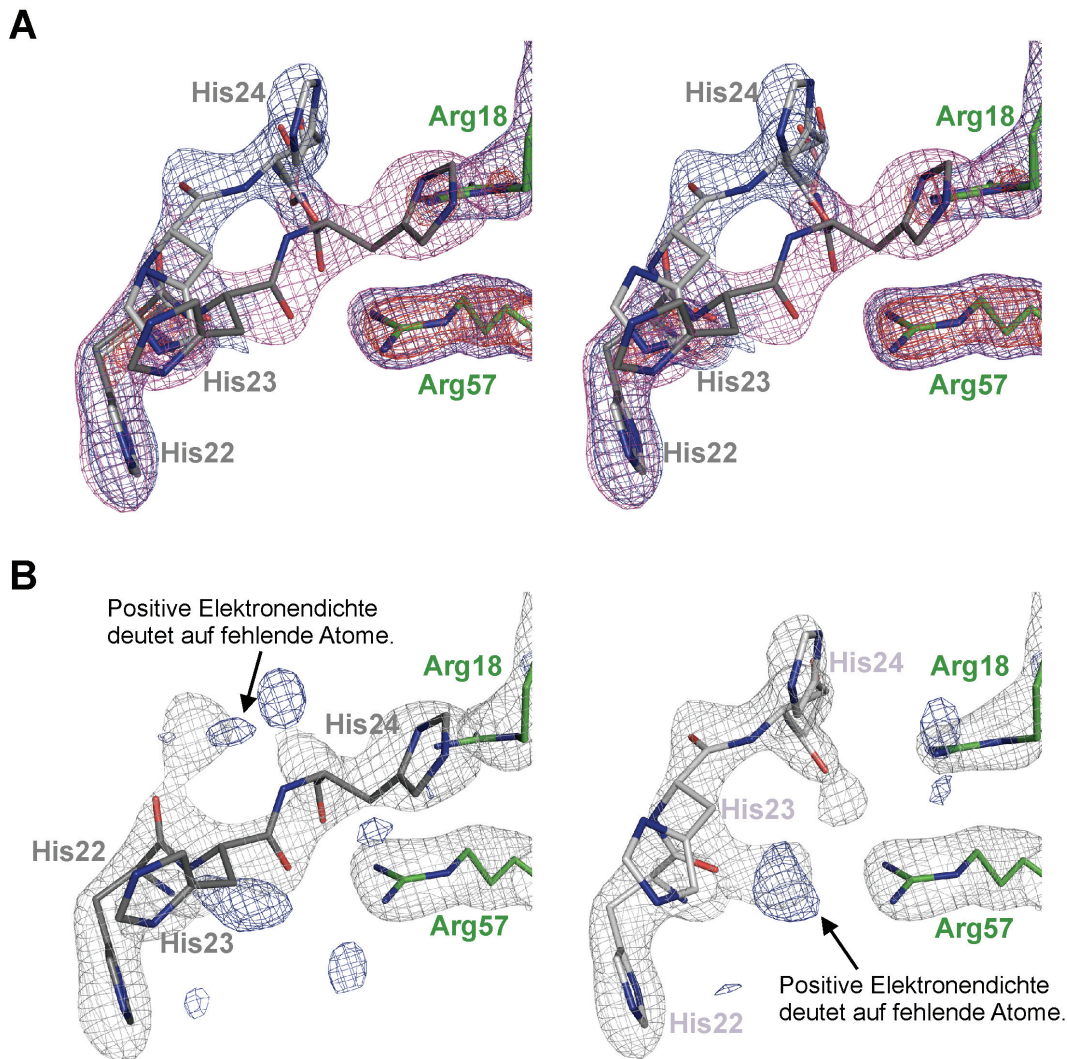 A
His24
Arg18
His23
Arg57
His22
His24
Arg18
His23
Arg57
His22
B
Positive Elektronendichte
deutet auf fehlende Atome.
Arg18
His24
His22
His23
Arg57
His24
Arg18
His23
Arg57
His22
Positive Elektronendichte
deutet auf fehlende Atome.